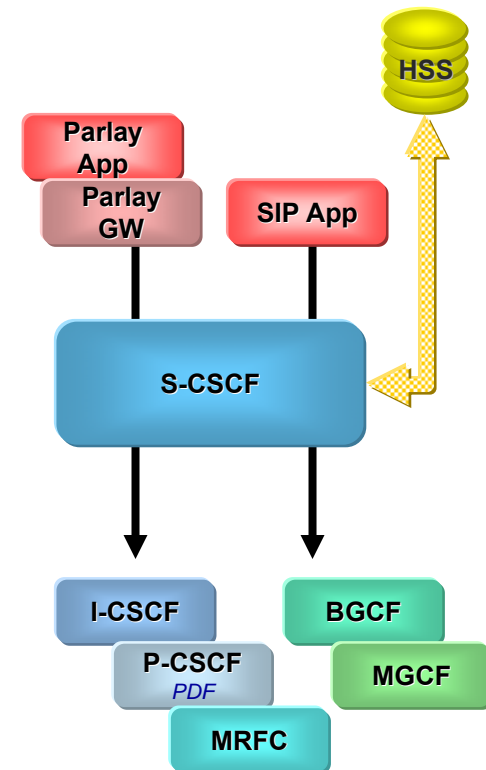 HSS
Parlay
App
Parlay
GW
SIP App
S-CSCF
I-CSCF
BGCF
P-CSCF
PDF
MGCF
MRFC